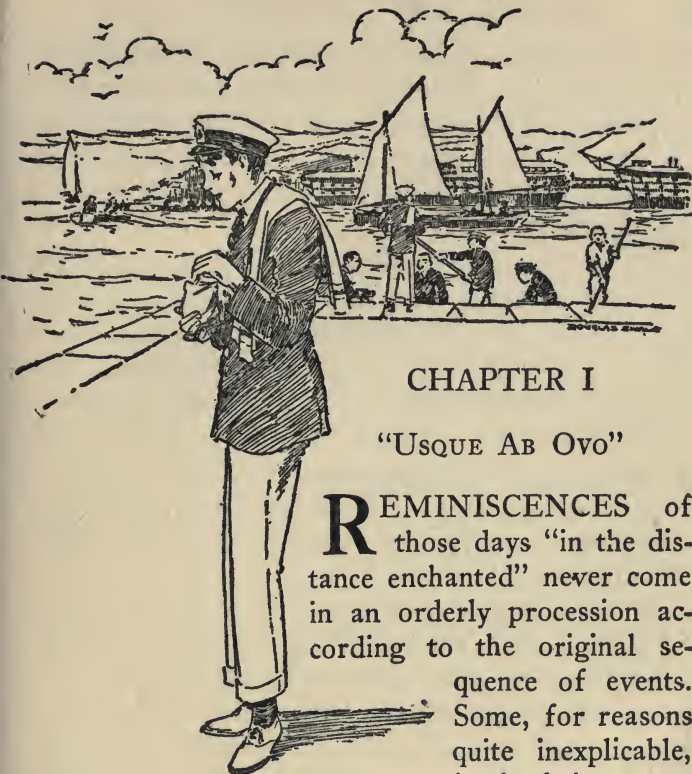 CHAPTER I
"USQUE AB OVO"
REMINISCENCES of
those days "in the dis-
tance enchanted" never come
in an orderly procession ac-
cording to the original se-
quence of events.
Some, for reasons
quite inexplicable,